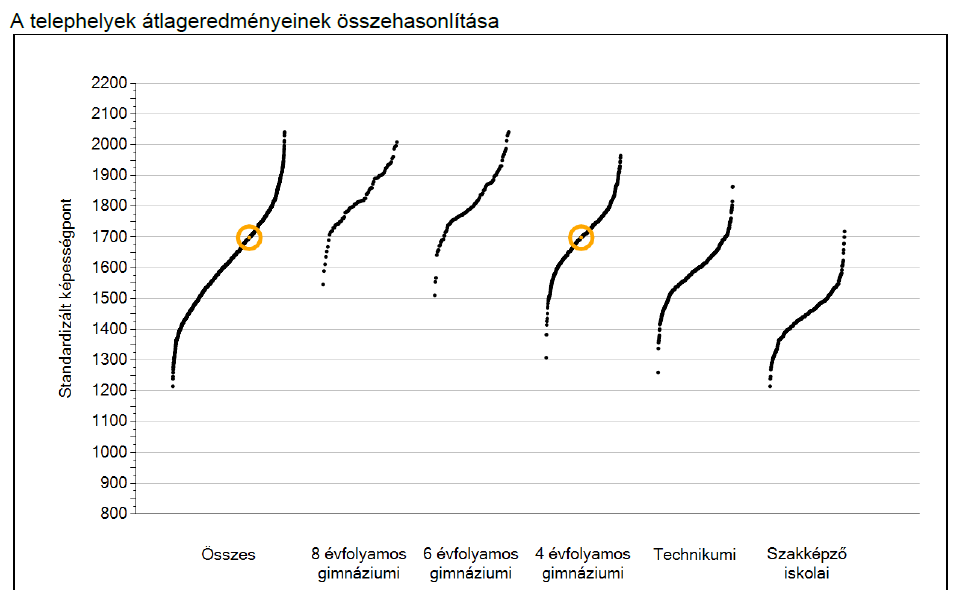 A telephelyek átlageredményeinek összehasonlítása
Standardizált képességpont
2200
2100
2000
1900
1800
1700
1600
1500
1400
1300
1200
1100
1000
900
800
Összes
8 évfolyamos
gimnáziumi
6 évfolyamos
gimnáziumi
4 évfolyamos
gimnáziumi
Technikumi
Szakképző
iskolai